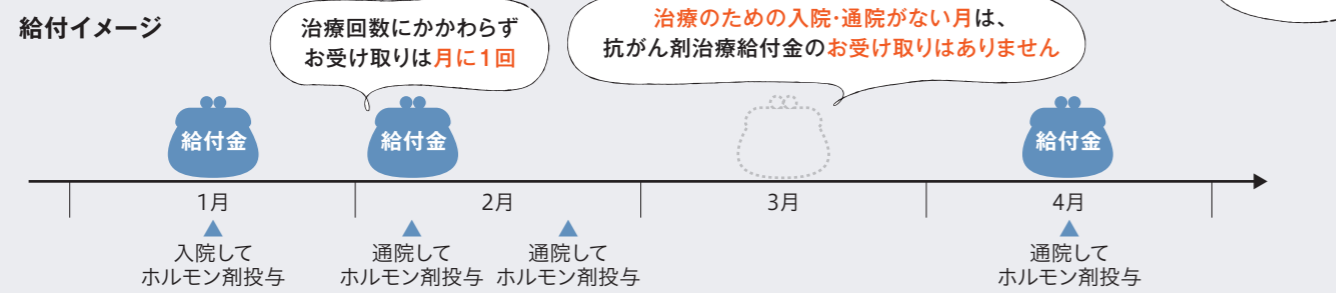 給付イメージ
治療回数にかかわらず
お受け取りは月に1回
治療のための入院・通院がない月は、
抗がん剤治療給付金のお受け取りはありません
給付金
給付金
給付金
1月
2月
3月
4月
入院して
ホルモン剤投与
通院して
ホルモン剤投与
通院して
ホルモン剤投与
通院して
ホルモン剤投与